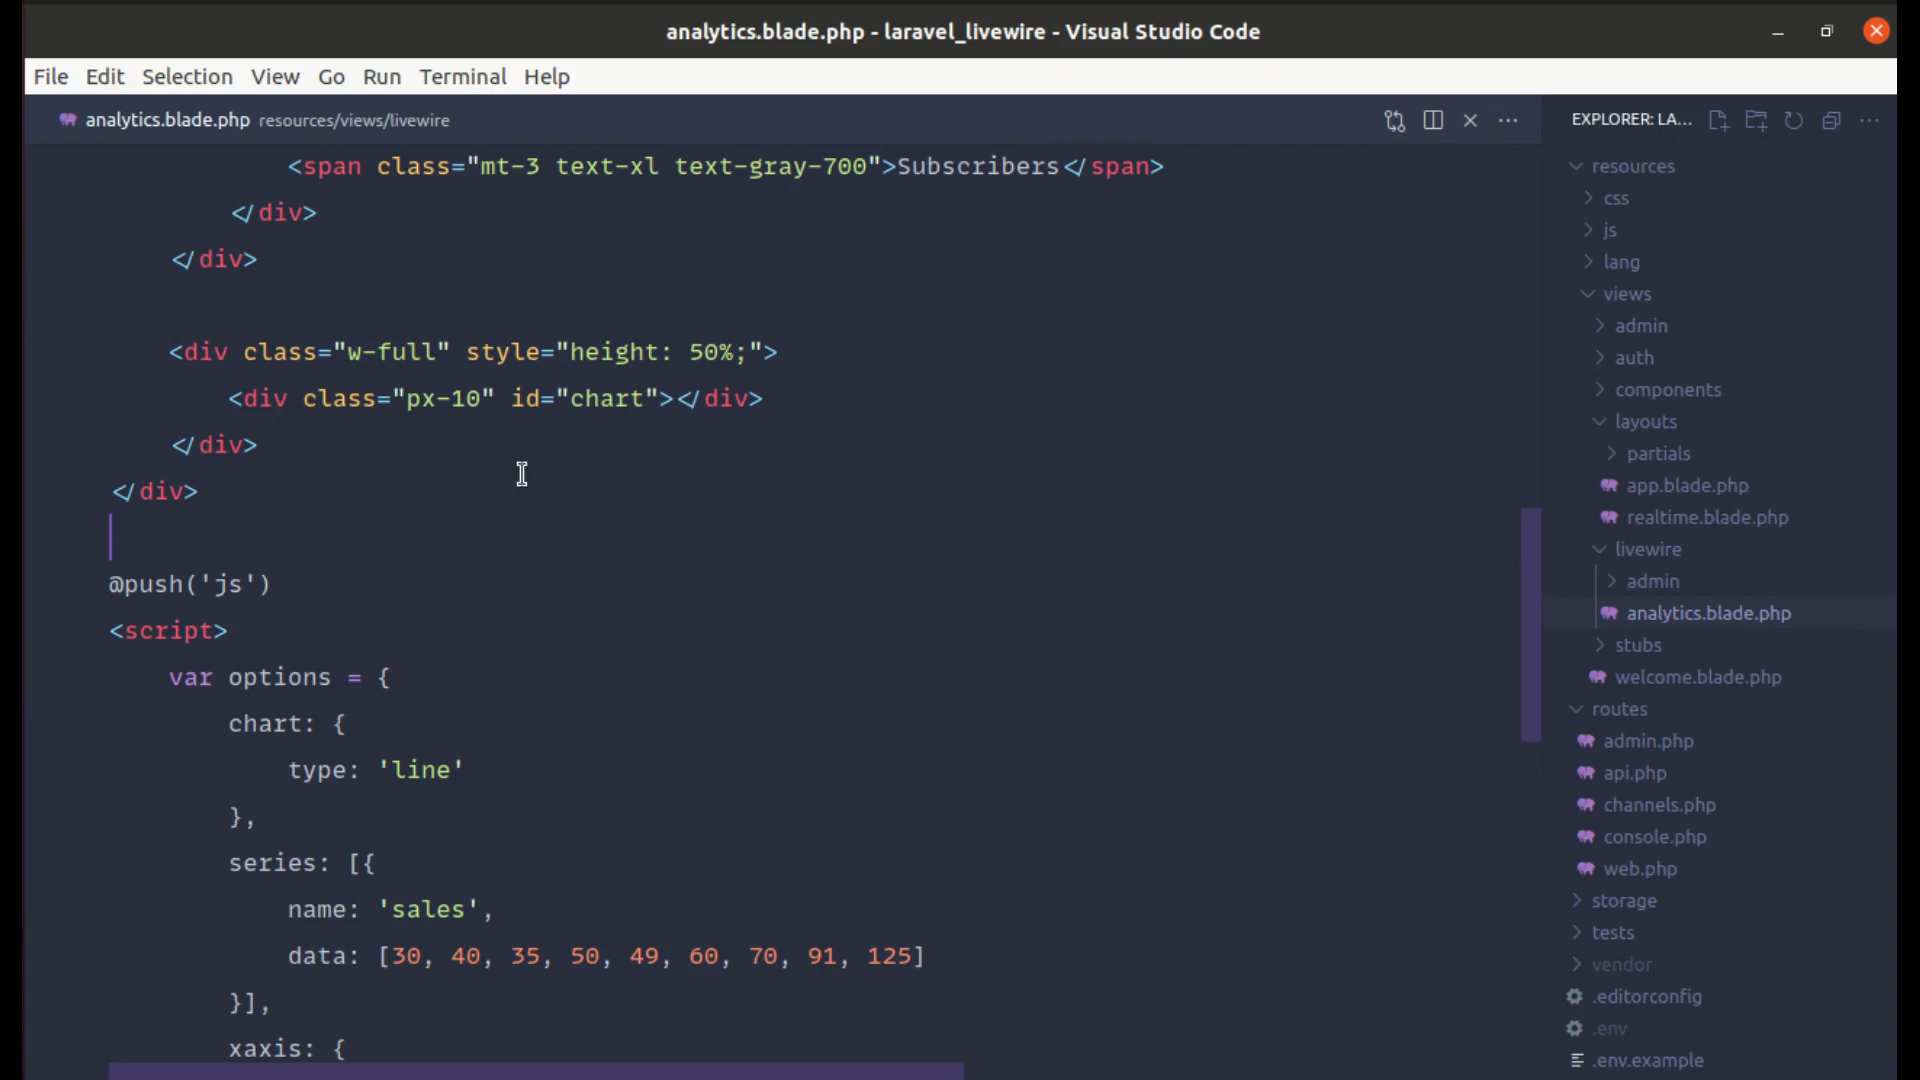 analytics.blade.php - laravel_livewire - Visual Studio Code
File Edit Selection View Go Run Terminal Help
analytics.blade.php resources/views/livewire
<span class="mt-3 text-xl text-gray-700">Subscribers</span>
</div>
</div>
<div class="w-full" style="height: 50%;">
<div class="px-10" id="chart"></div>
</div>
</div>
@push('js')
<script>
var options = {
chart: {
type: 'line'
},
series: [{
name: 'sales',
data: [30, 40, 35, 50, 49, 60, 70, 91, 125]
}],
xaxis: {
EXPLORER: LA...
resources
css
js
lang
views
admin
auth
components
layouts
partials
app.blade.php
realtime.blade.php
livewire
admin
analytics.blade.php
stubs
welcome.blade.php
routes
admin.php
api.php
channels.php
console.php
web.php
storage
tests
vendor
.editorconfig
.env
.env.example